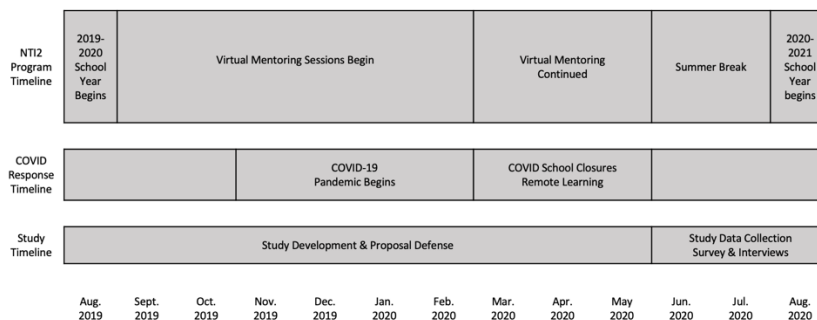 NTI2
Program
Timeline
2019-
2020
School
Year
Begins
Virtual Mentoring Sessions Begin
Virtual Mentoring
Continued
Summer Break
2020-
2021
School
Year
begins
COVID
Response
Timeline
COVID-19
Pandemic Begins
COVID School Closures
Remote Learning
Study
Timeline
Study Development & Proposal Defense
Study Data Collection
Survey & Interviews
Aug.
2019
Sept.
2019
Oct.
2019
Nov.
2019
Dec.
2019
Jan.
2020
Feb.
2020
Mar.
2020
Apr.
2020
May
2020
Jun.
2020
Jul.
2020
Aug.
2020